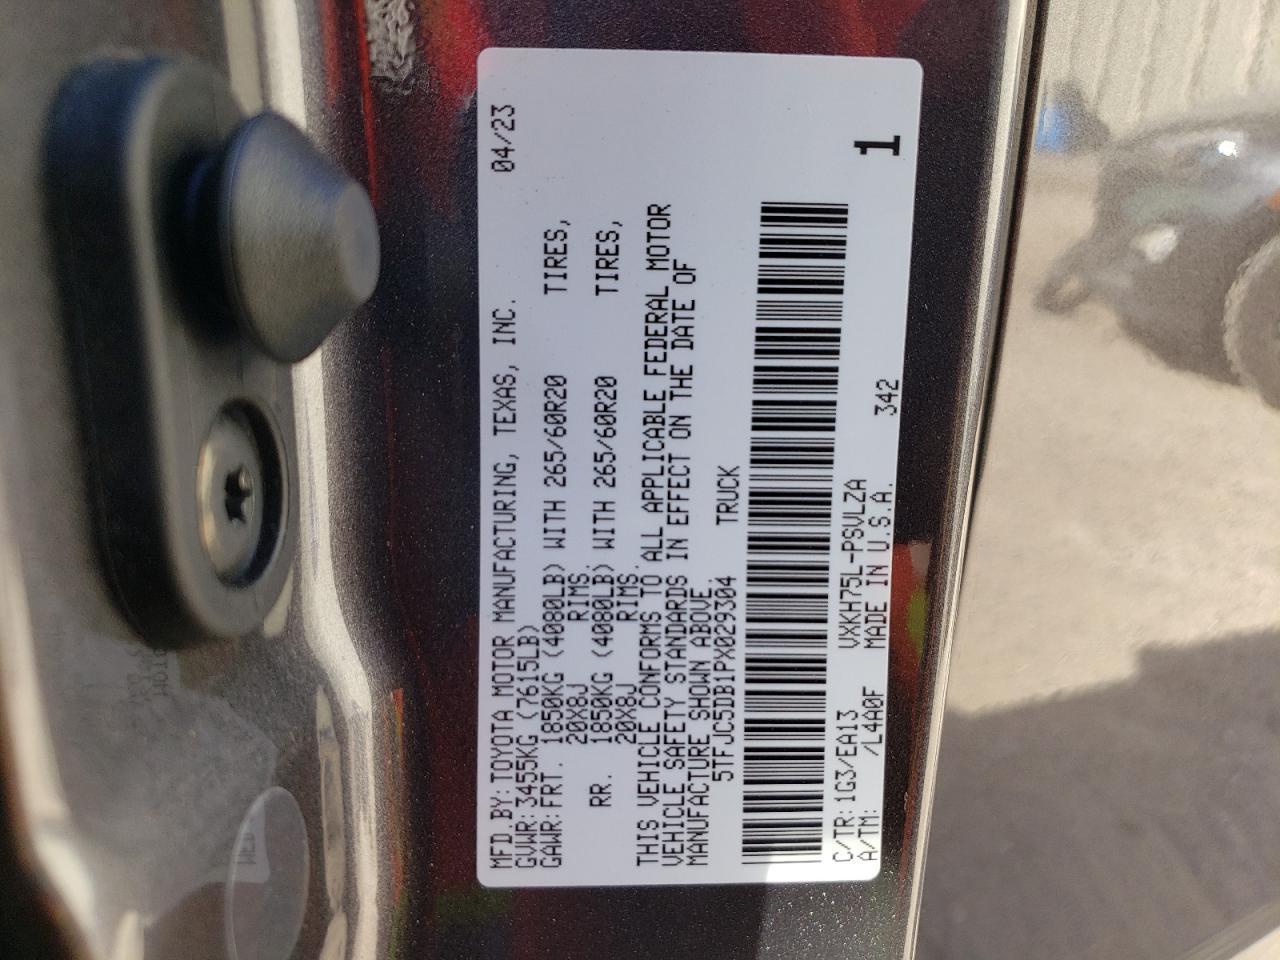 MFD.BY:TOYOTA MOTOR MANUFACTURING, TEXAS, INC. 04/23
GVWR:3455KG (7615LB)
GAWR:FRT. 1850KG (4080LB) WITH 265/60R20 TIRES,
20X8J RIMS,
RR. 1850KG (4080LB) WITH 265/60R20 TIRES,
20X8J RIMS.
THIS VEHICLE CONFORMS TO ALL APPLICABLE FEDERAL MOTOR
VEHICLE SAFETY STANDARDS IN EFFECT ON THE DATE OF
MANUFACTURE SHOWN ABOVE.
5TFJC5DB1PX029304 TRUCK
C/TR:1G3/EA13 VXKH75L-PSVLZA 1
A/TM: /L4A0F MADE IN U.S.A. 342